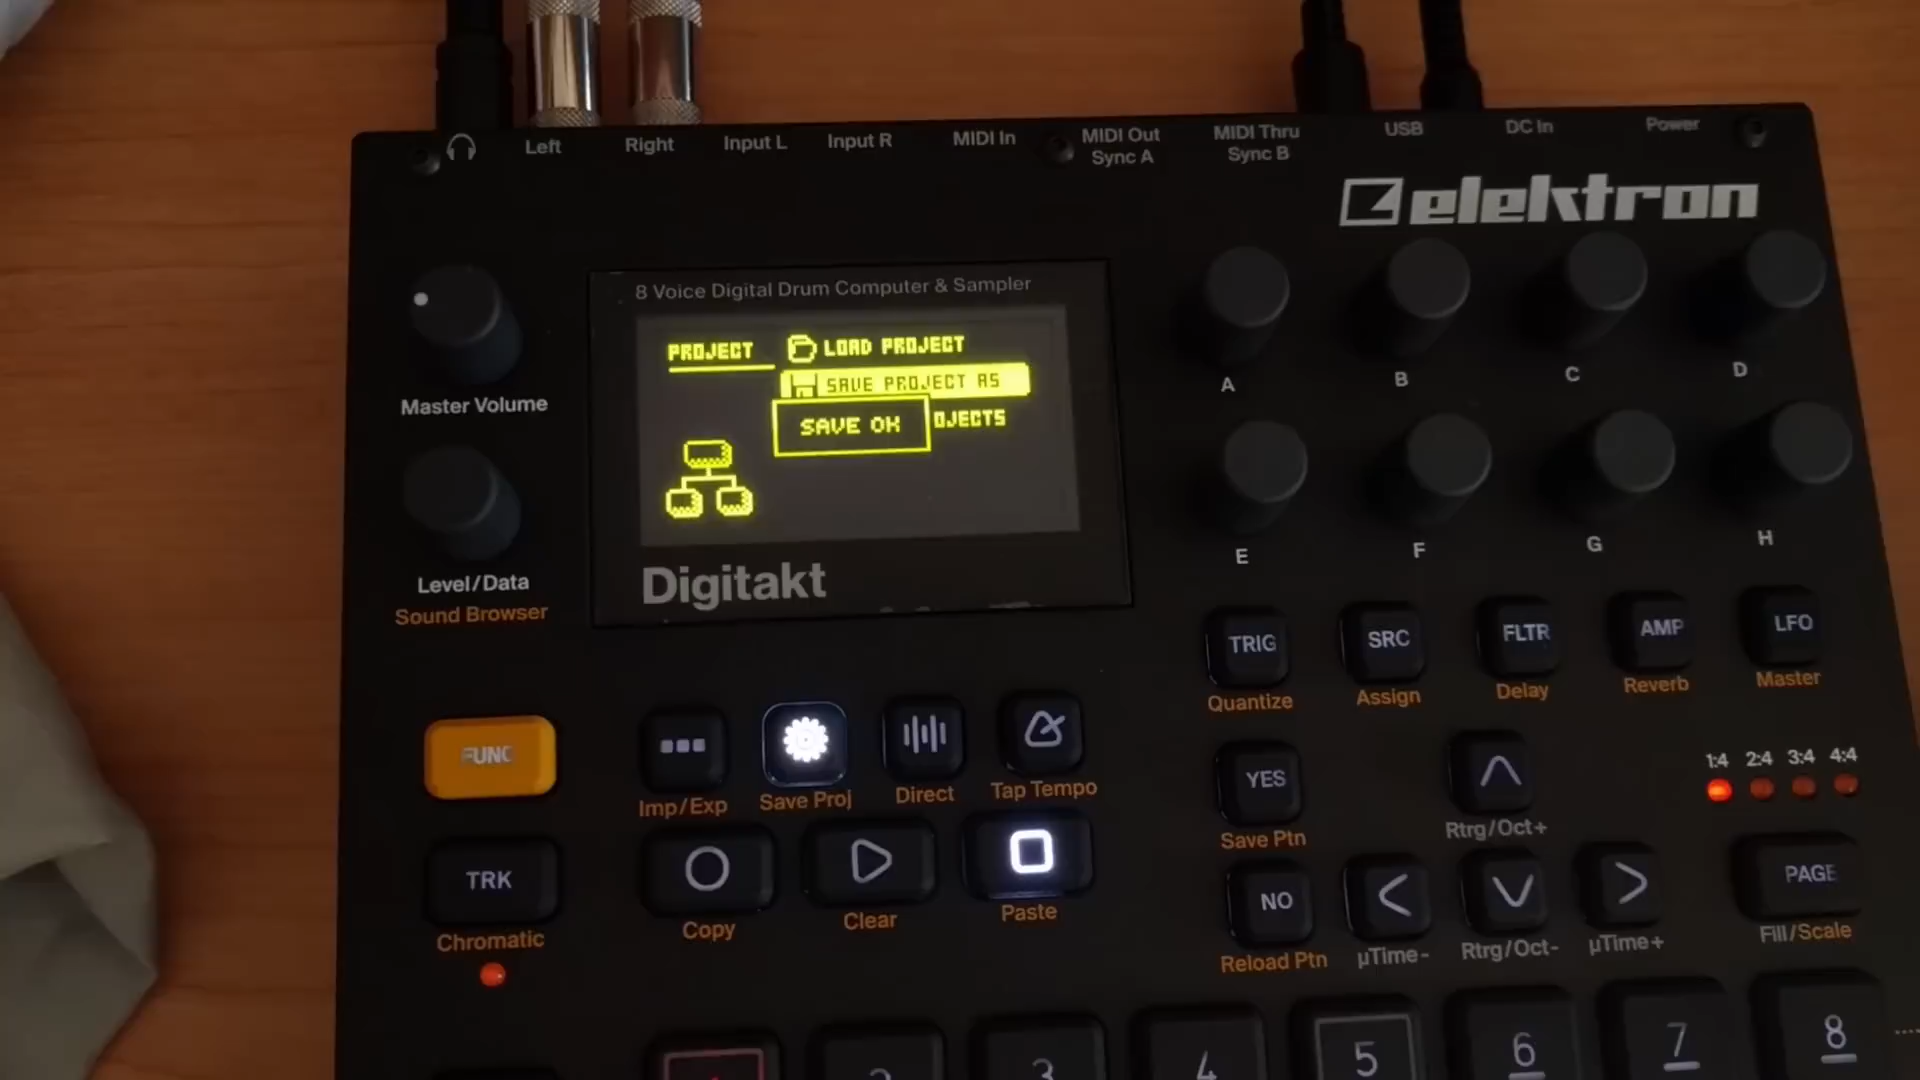 Left
Right
Input L
Input R
MIDI In
MIDI Out
Sync A
MIDI Thru
Sync B
USB
DC In
Power
elektron
8 Voice Digital Drum Computer & Sampler
PROJECT
LOAD PROJECT
SAVE PROJECT AS
OJECTS
SAVE OK
Digitakt
Master Volume
Level/Data
Sound Browser
A
B
C
D
E
F
G
H
TRIG
Quantize
SRC
Assign
FLTR
Delay
AMP
Reverb
LFO
Master
FUNC
Imp/Exp
Save Proj
Direct
Tap Tempo
YES
Save Ptn
Rtrg/Oct+
1:4 2:4 3:4 4:4
TRK
Chromatic
Copy
Clear
Paste
NO
Reload Ptn
µTime-
Rtrg/Oct-
µTime+
PAGE
Fill/Scale
3
4
5
6
7
8